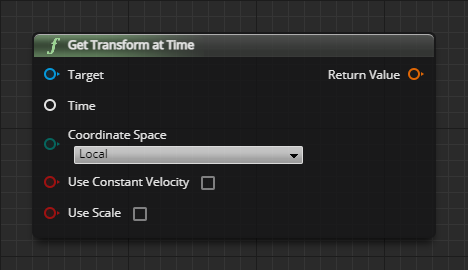 Get Transform at Time
Target
Return Value
Time
Coordinate Space
Local
Use Constant Velocity
Use Scale